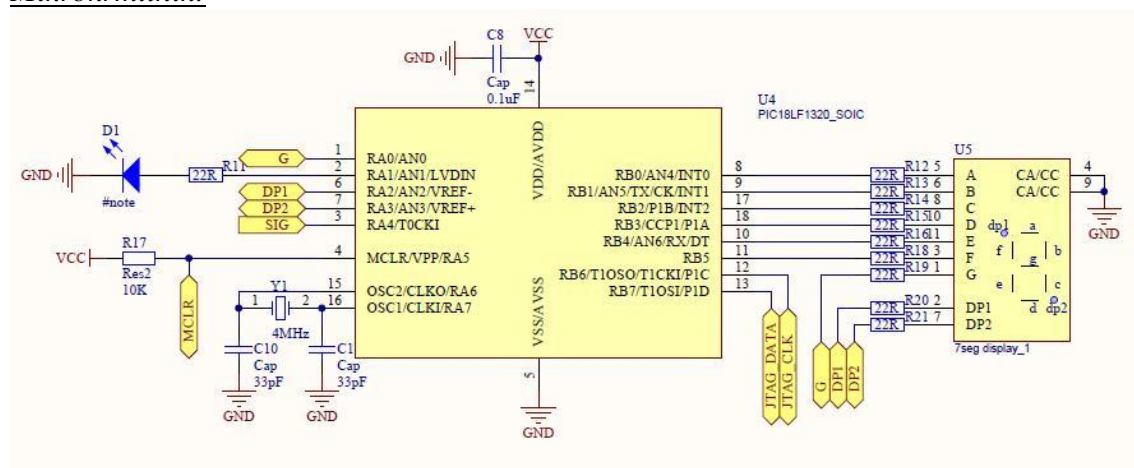 C8
VCC
GND
Cap
0.1uF
14
U4
PIC18LF1320_SOIC
D1
GND
#note
22R
R11
G
DP1
DP2
SIG
1
2
6
7
3
RA0/AN0
RA1/AN1/LVDIN
RA2/AN2/VREF-
RA3/AN3/VREF+
RA4/T0CKI
VDD/AVDD
RB0/AN4/INT0
RB1/AN5/TX/CK/INT1
RB2/P1B/INT2
RB3/CCP1/P1A
RB4/AN6/RX/DT
RB5
RB6/T1OSO/T1CKI/P1C
RB7/T1OSI/P1D
8
9
17
18
10
11
12
13
R17
VCC
Res2
10K
4
MCLR/VPP/RA5
MCLR
Y1
15
OSC2/CLKO/RA6
1
2
16
OSC1/CLKI/RA7
4MHz
C10
Cap
33pF
GND
C1
Cap
33pF
GND
VSS/AVSS
5
GND
JTAG_DATA
JTAG_CLK
G
DP1
DP2
22R R12 5
22R R13 6
22R R14 8
22R R15 10
22R R16 11
22R R18 3
22R R19 1
22R R20 2
22R R21 7
U5
A
B
C
D
E
F
G
DP1
DP2
CA/CC
CA/CC
4
9
GND
dp1
a
f
b
g
e
c
d
dp2
7seg display_1